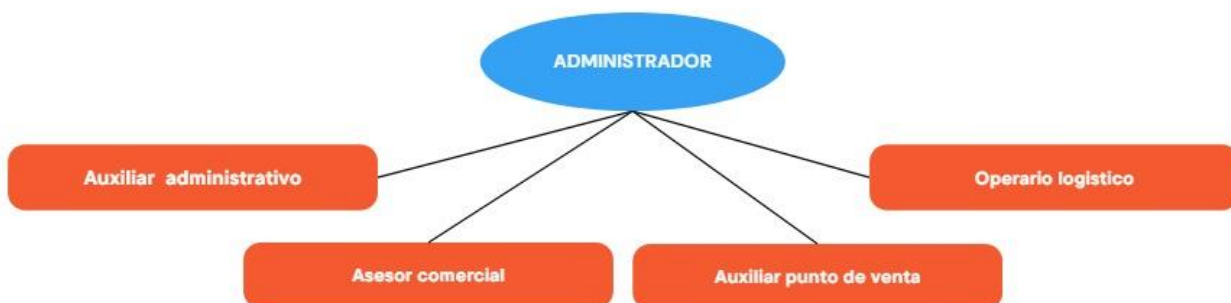 ADMINISTRADOR
Auxiliar administrativo
Operario logistico
Asesor comercial
Auxiliar punto de venta